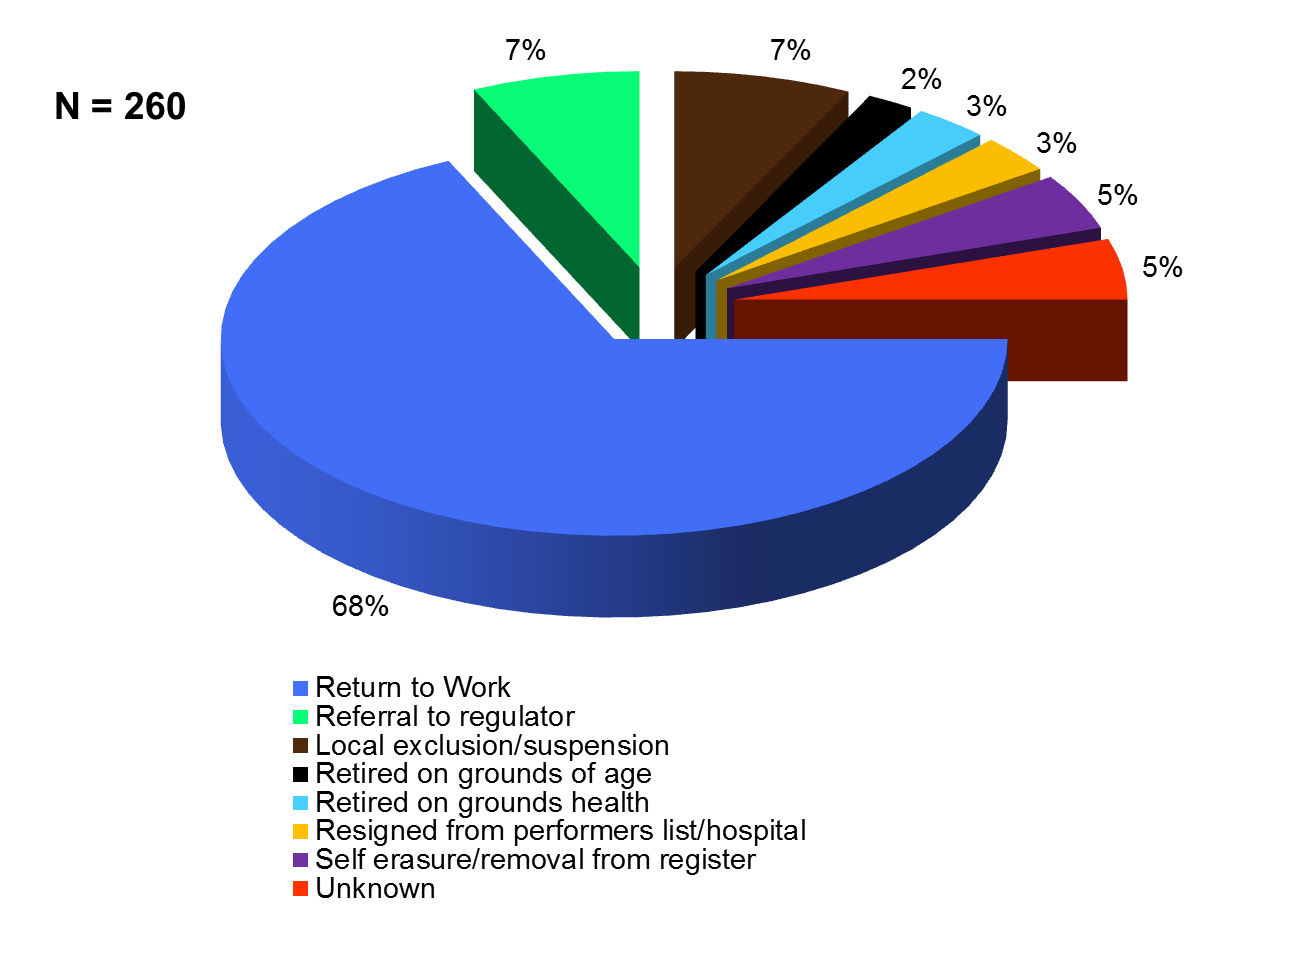 7%
7%
2%
N = 260
3%
3%
5%
5%
68%
Return to Work
Referral to regulator
Local exclusion/suspension
Retired on grounds of age
Retired on grounds health
Resigned from performers list/hospital
Self erasure/removal from register
Unknown